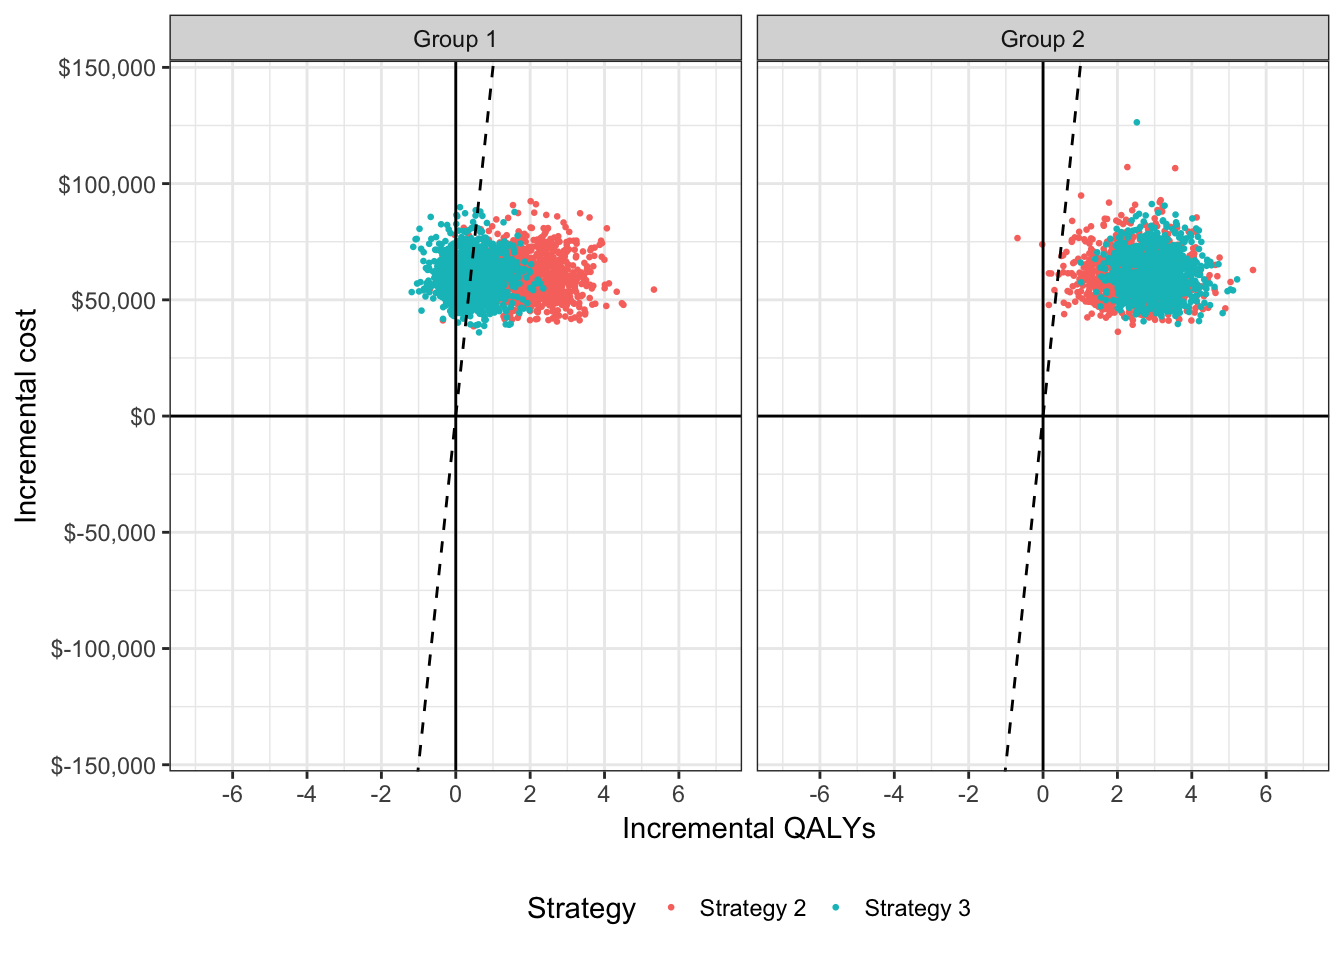 Group 1
Group 2
Incremental cost
$150,000
$100,000
$50,000
$0
$-50,000
$-100,000
$-150,000
-6 -4 -2 0 2 4 6
-6 -4 -2 0 2 4 6
Incremental QALYs
Strategy Strategy 2 Strategy 3